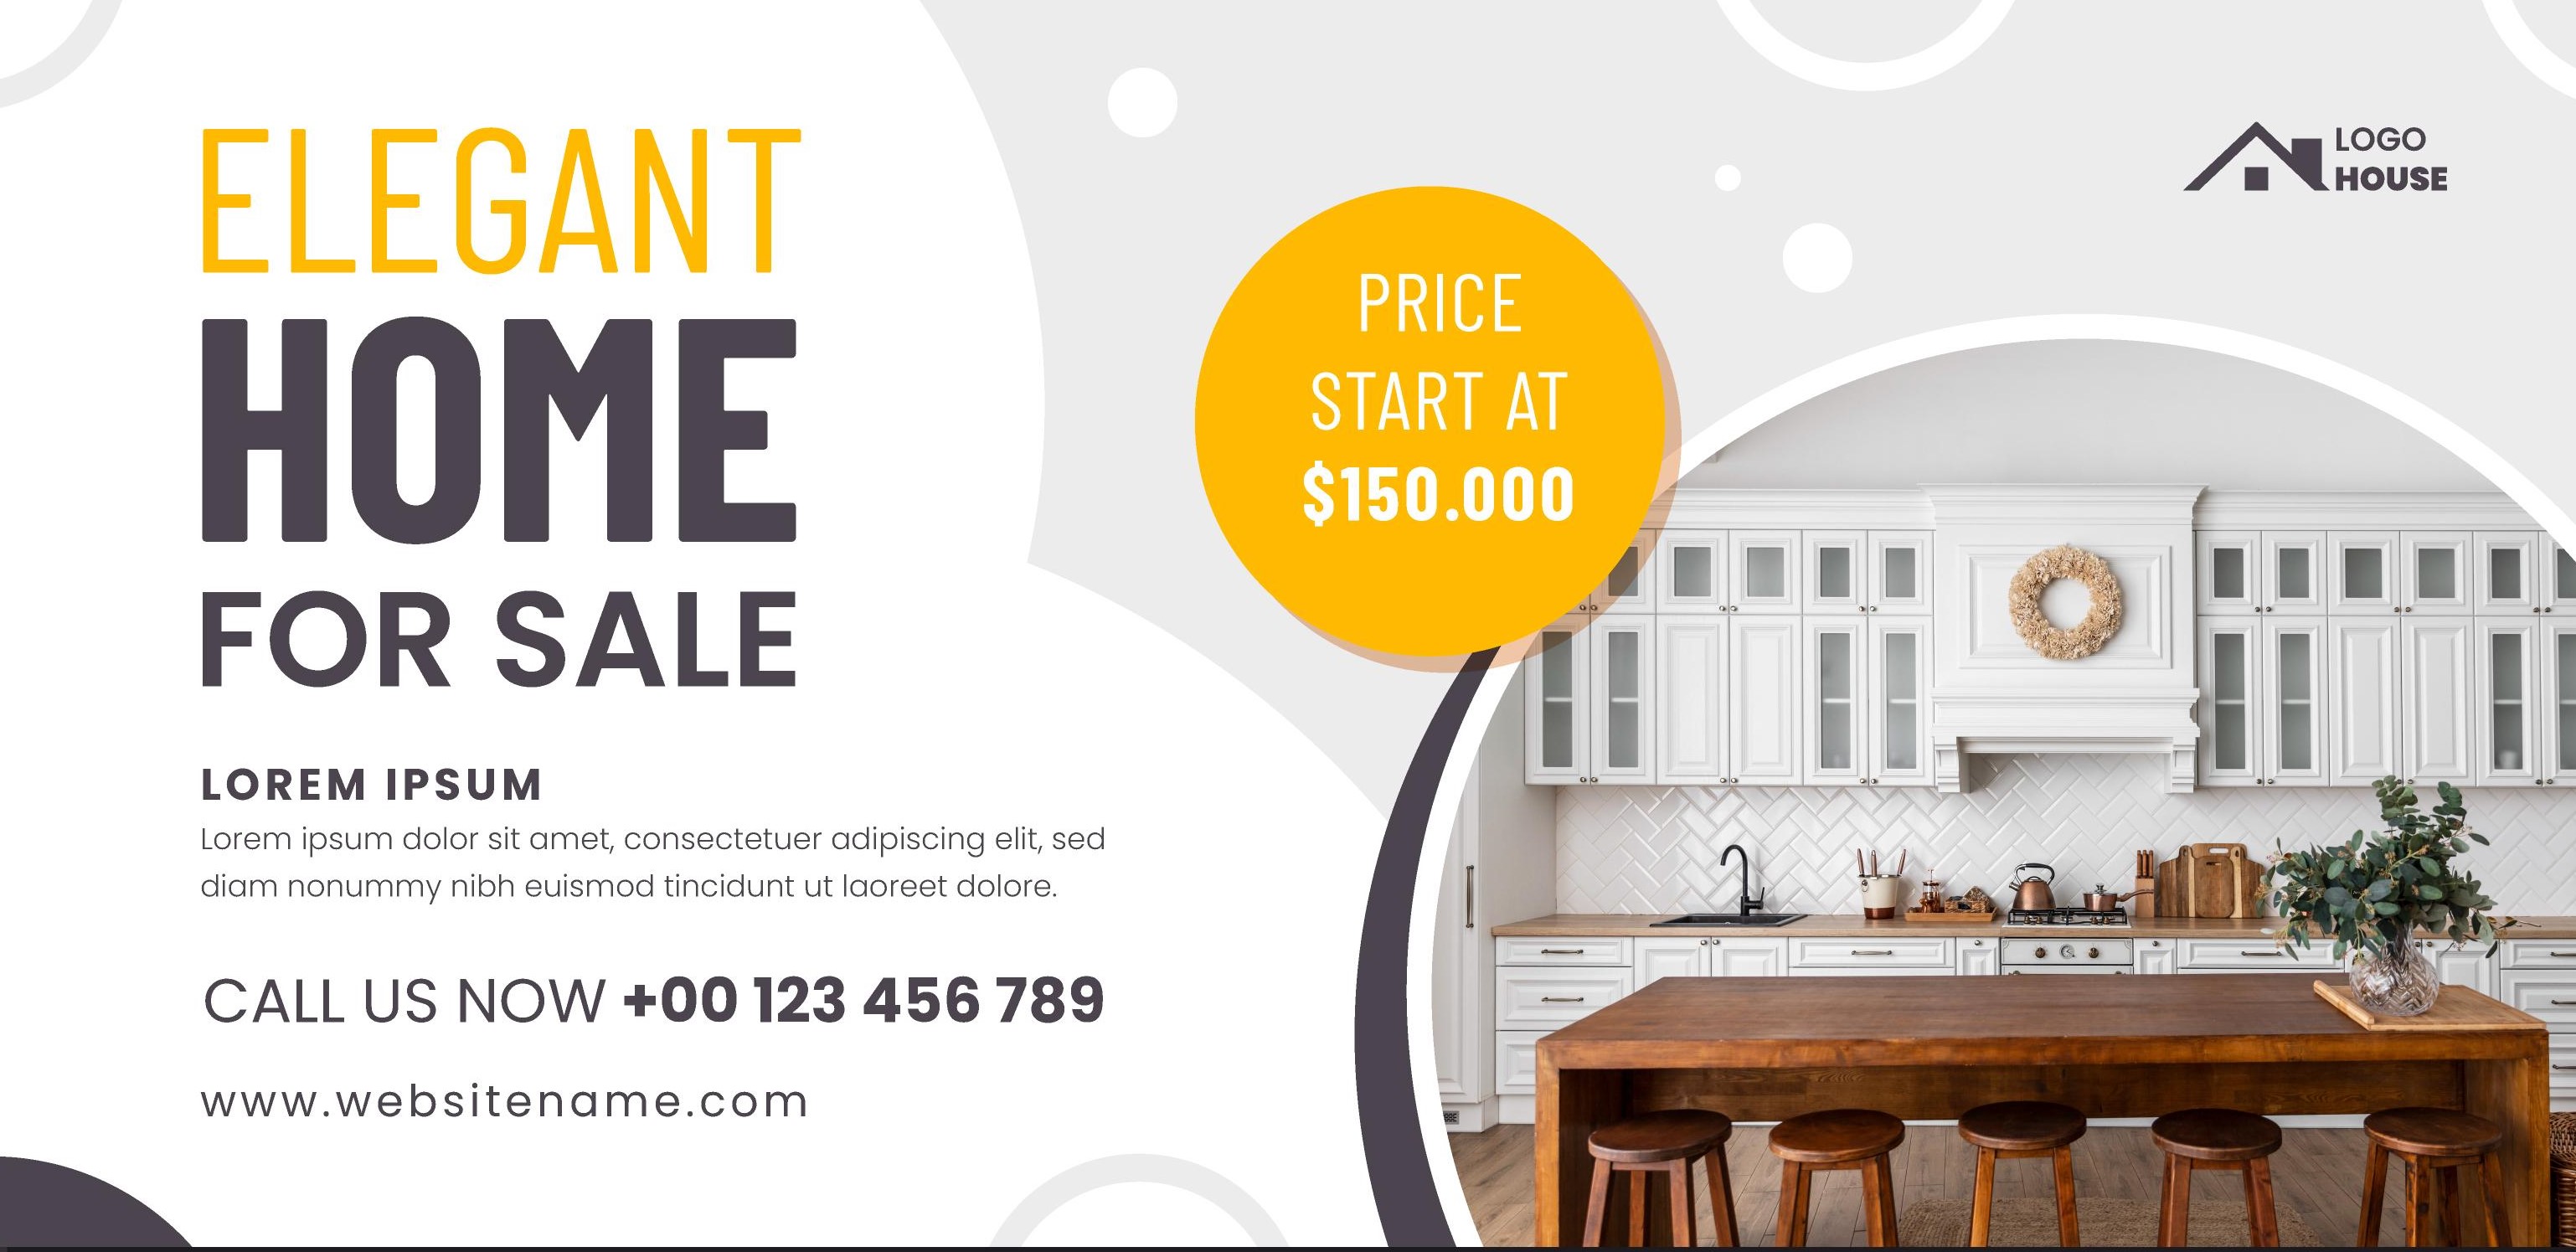 ELEGANT
HOME
FOR SALE
LOREM IPSUM
Lorem ipsum dolor sit amet, consectetuer adipiscing elit, sed
diam nonummy nibh euismod tincidunt ut laoreet dolore.
CALL US NOW +00 123 456 789
www.websitename.com
PRICE
START AT
$150.000
LOGO
HOUSE